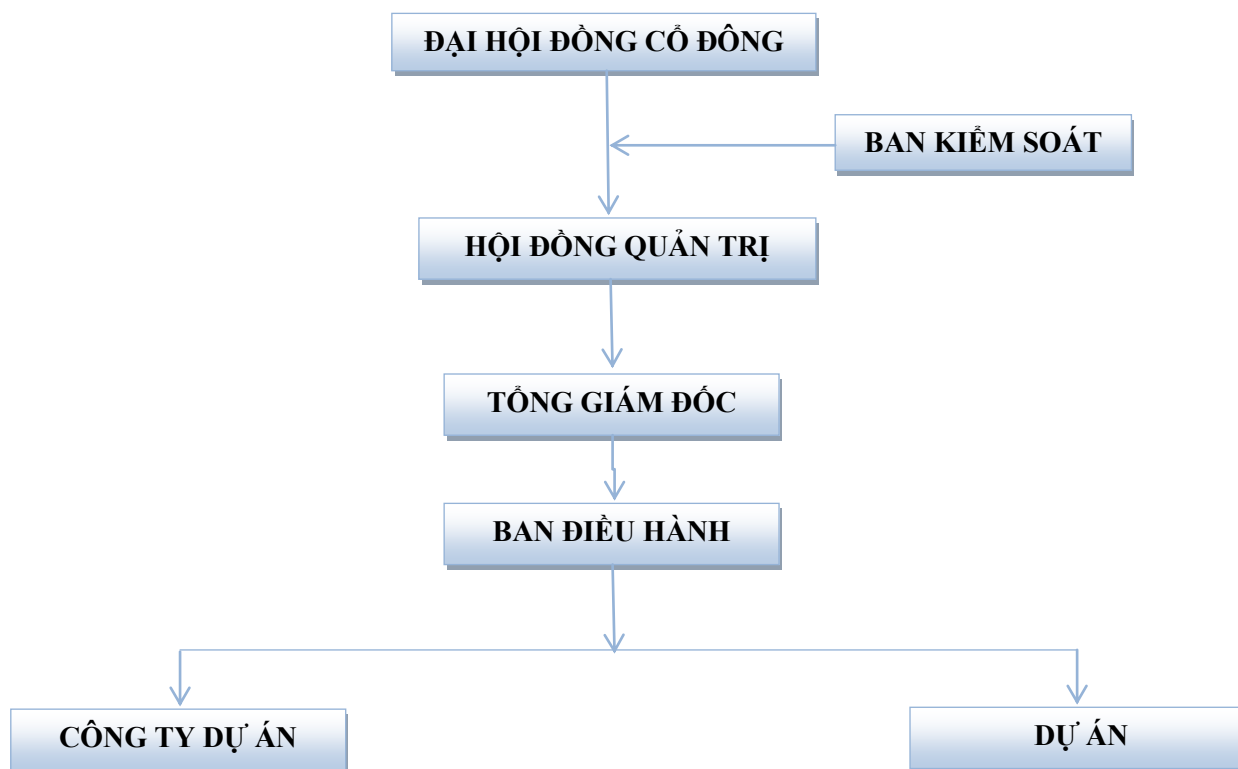 ĐẠI HỘI ĐỒNG CỔ ĐÔNG
BAN KIỂM SOÁT
HỘI ĐỒNG QUẢN TRỊ
TỔNG GIÁM ĐỐC
BAN ĐIỀU HÀNH
CÔNG TY DỰ ÁN
DỰ ÁN